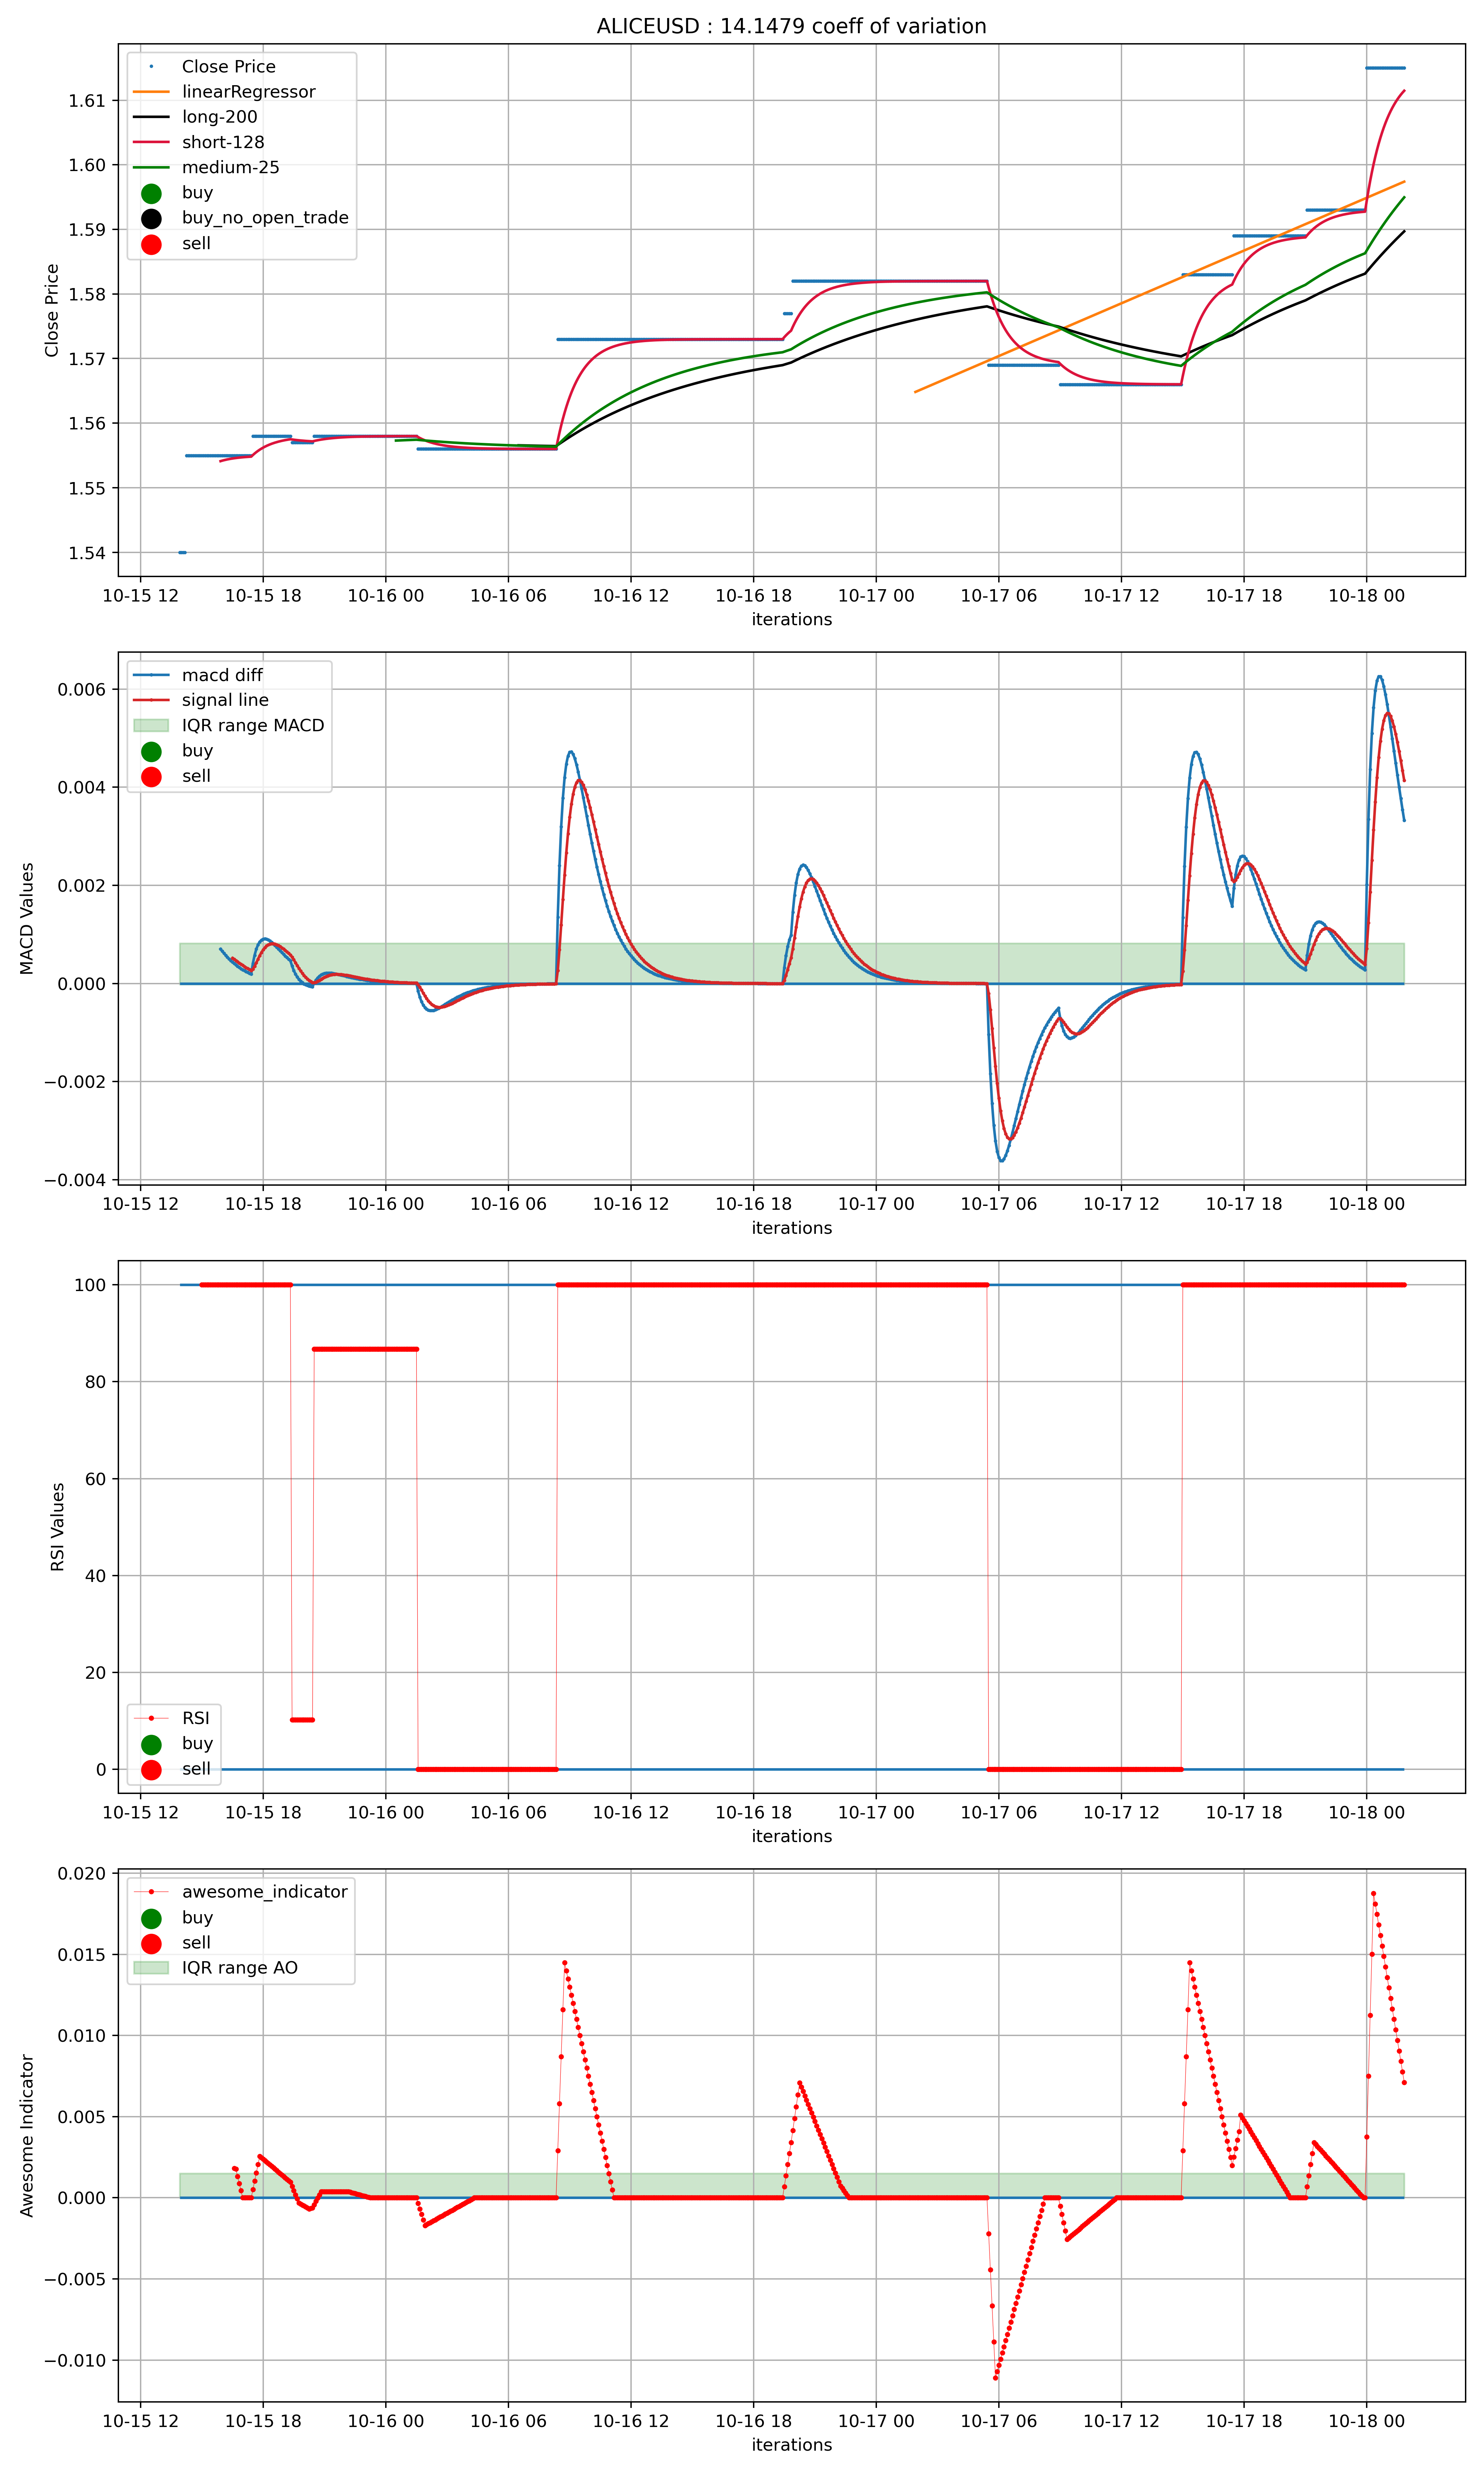 ALICEUSD : 14.1479 coeff of variation
Close Price
linearRegressor
long-200
short-128
medium-25
buy
buy_no_open_trade
sell
1.61
1.60
1.59
1.58
1.57
1.56
1.55
1.54
Close Price
10-15 12 10-15 18 10-16 00 10-16 06 10-16 12 10-16 18 10-17 00 10-17 06 10-17 12 10-17 18 10-18 00
iterations
macd diff
signal line
IQR range MACD
buy
sell
0.006
0.004
0.002
0.000
−0.002
−0.004
MACD Values
10-15 12 10-15 18 10-16 00 10-16 06 10-16 12 10-16 18 10-17 00 10-17 06 10-17 12 10-17 18 10-18 00
iterations
100
80
60
40
20
0
RSI Values
RSI
buy
sell
10-15 12 10-15 18 10-16 00 10-16 06 10-16 12 10-16 18 10-17 00 10-17 06 10-17 12 10-17 18 10-18 00
iterations
awesome_indicator
buy
sell
IQR range AO
0.020
0.015
0.010
0.005
0.000
−0.005
−0.010
Awesome Indicator
10-15 12 10-15 18 10-16 00 10-16 06 10-16 12 10-16 18 10-17 00 10-17 06 10-17 12 10-17 18 10-18 00
iterations